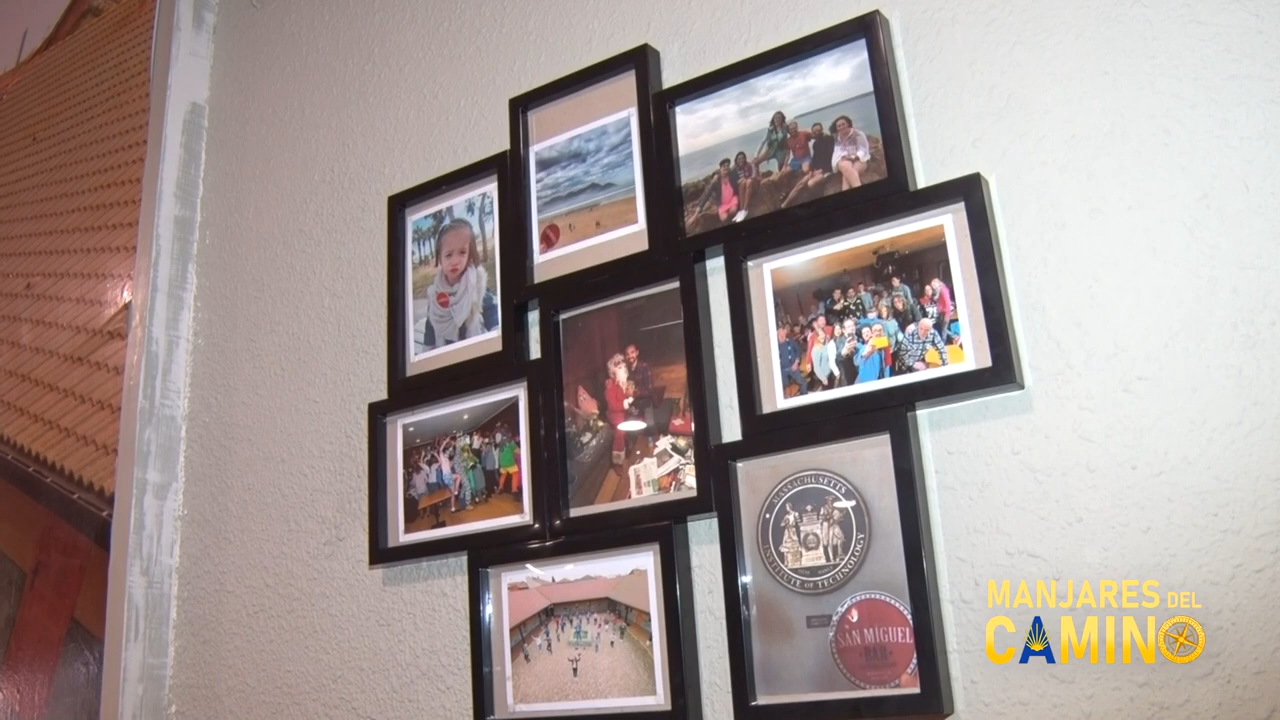 MASSACHUSETTS
INSTITUTE OF TECHNOLOGY
SAN MIGUEL
BAR
MANJARES DEL
CAMINO